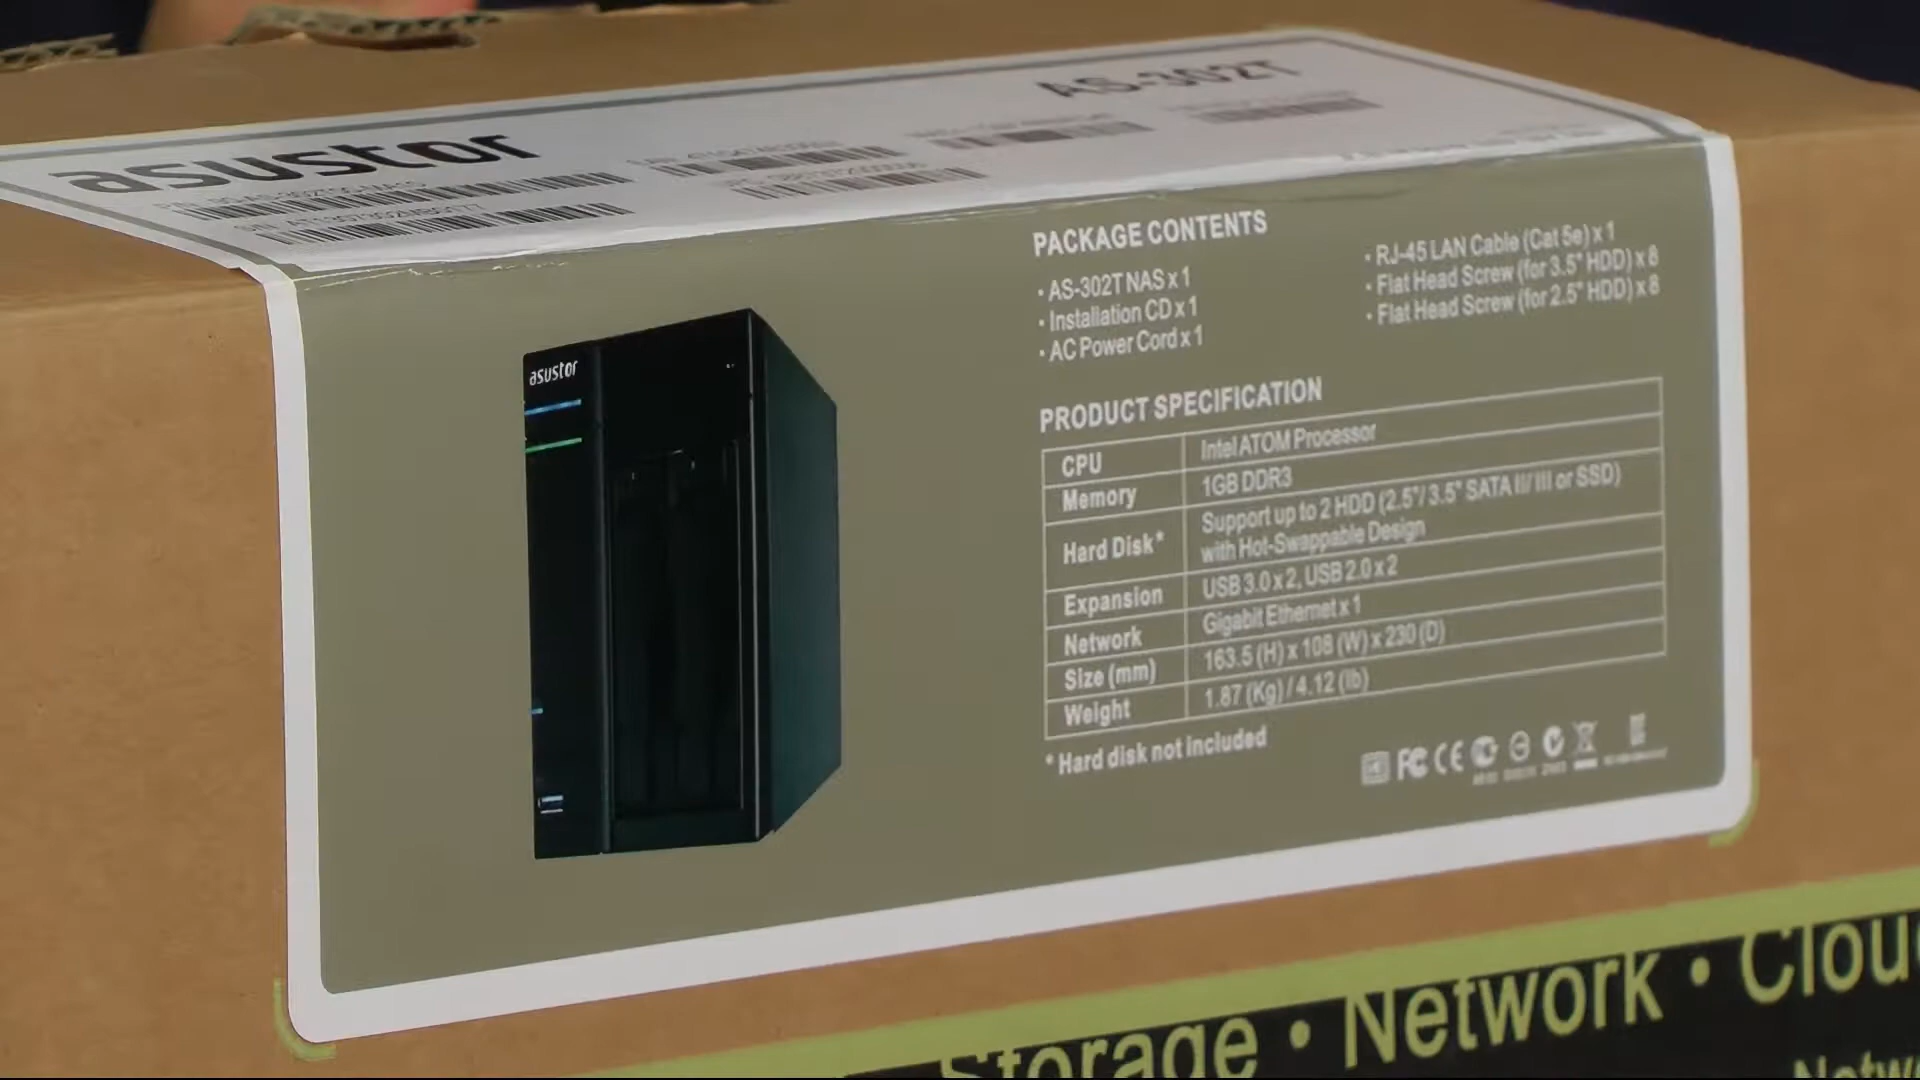 asustor
AS-302T
asustor
PACKAGE CONTENTS
• AS-302T NAS x 1
• Installation CD x 1
• AC Power Cord x 1
• RJ-45 LAN Cable (Cat 5e) x 1
• Flat Head Screw (for 3.5" HDD) x 8
• Flat Head Screw (for 2.5" HDD) x 8
PRODUCT SPECIFICATION
CPU Intel ATOM Processor
Memory 1GB DDR3
Hard Disk* Support up to 2 HDD (2.5"/ 3.5" SATA II/ III or SSD)
with Hot-Swappable Design
Expansion USB 3.0 x 2, USB 2.0 x 2
Network Gigabit Ethernet x 1
Size (mm) 163.5 (H) x 108 (W) x 230 (D)
Weight 1.87 (Kg) / 4.12 (lb)
* Hard disk not included
FC CE
Storage • Network • Clou
Netw